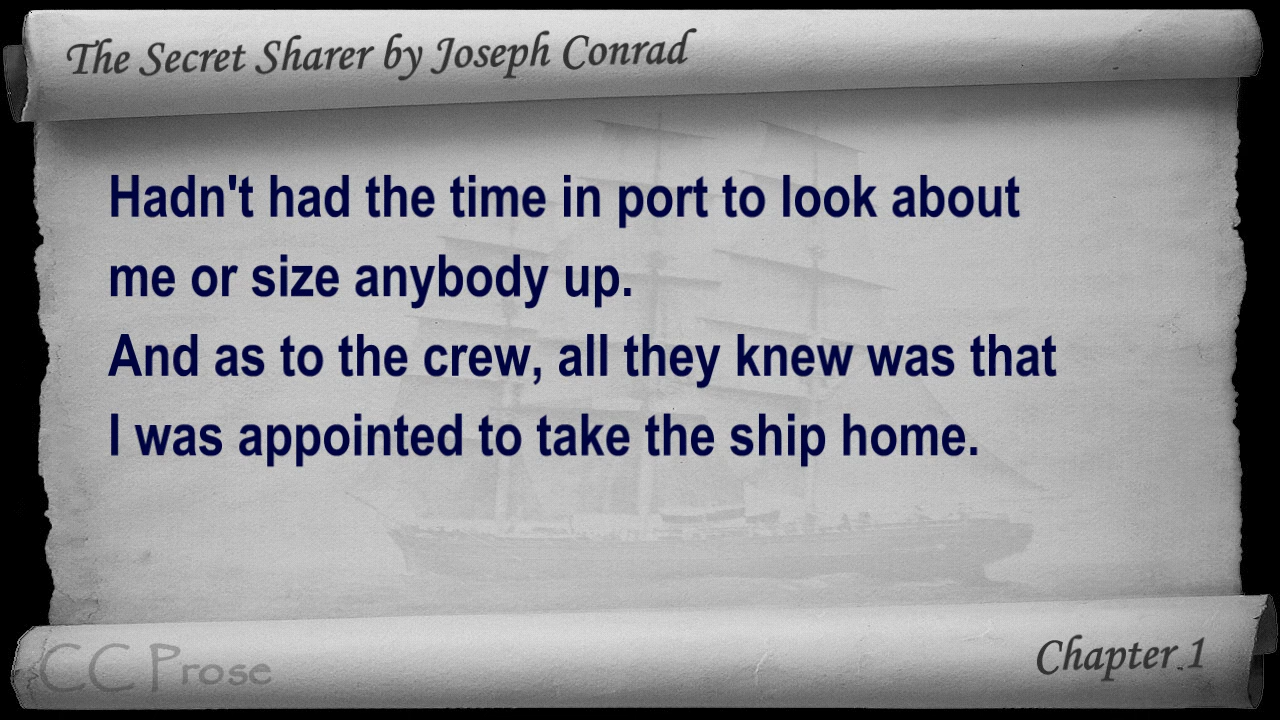 The Secret Sharer by Joseph Conrad
Hadn't had the time in port to look about
me or size anybody up.
And as to the crew, all they knew was that
I was appointed to take the ship home.
CC Prose
Chapter 1